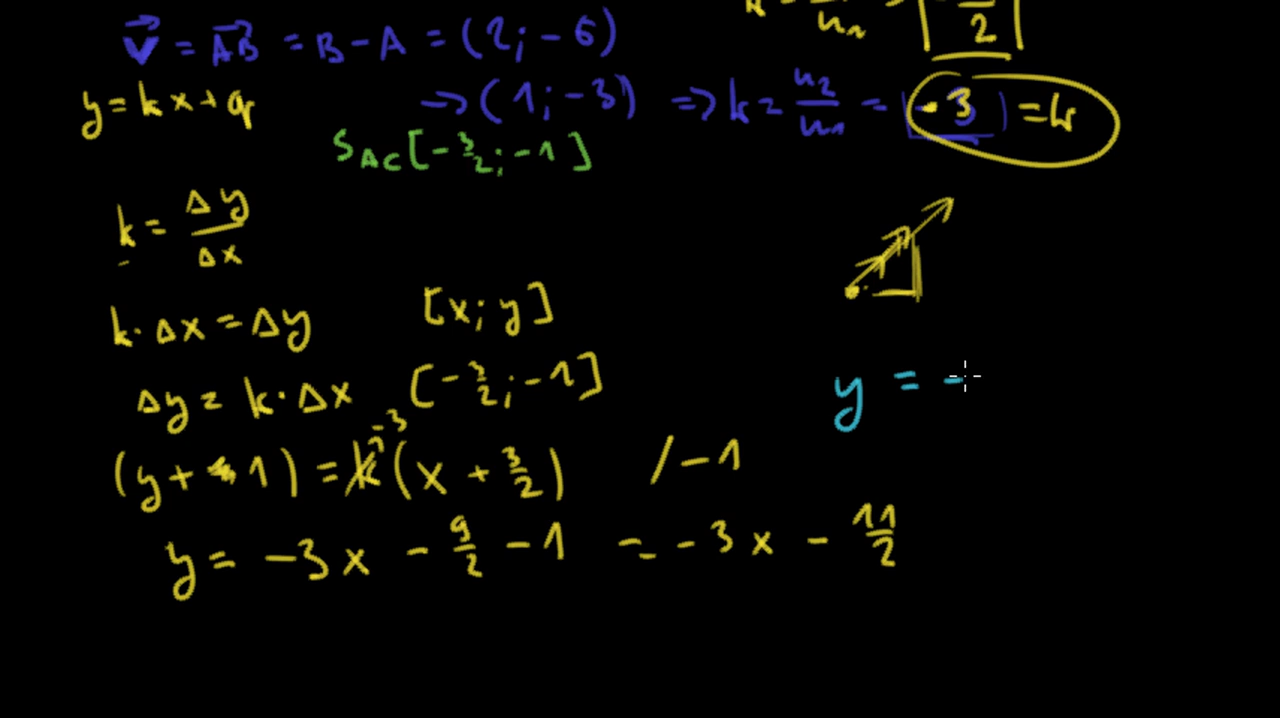 v⃗ = A⃗B⃗ = B - A = (2; -6)
y = kx + q
→ (1; -3) ⇒ k = u₂/u₁ = -3 = k
S_AC [-3/2; -1]
k = Δy/Δx
k · Δx = Δy
[x; y]
Δy = k · Δx
[-3/2; -1]
y = -
-3
(y + 1) = k (x + 3/2) / -1
y = -3x - 9/2 - 1 = -3x - 11/2